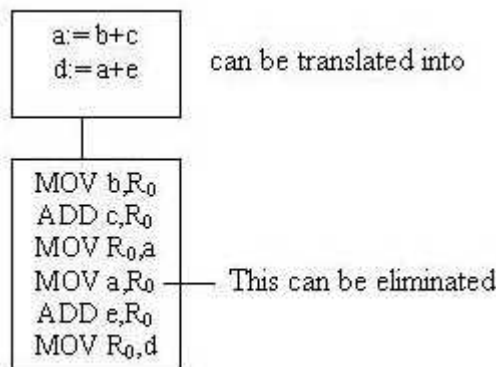 a:= b+c
d:= a+e
can be translated into
MOV b,R₀
ADD c,R₀
MOV R₀,a
MOV a,R₀
This can be eliminated
ADD e,R₀
MOV R₀,d